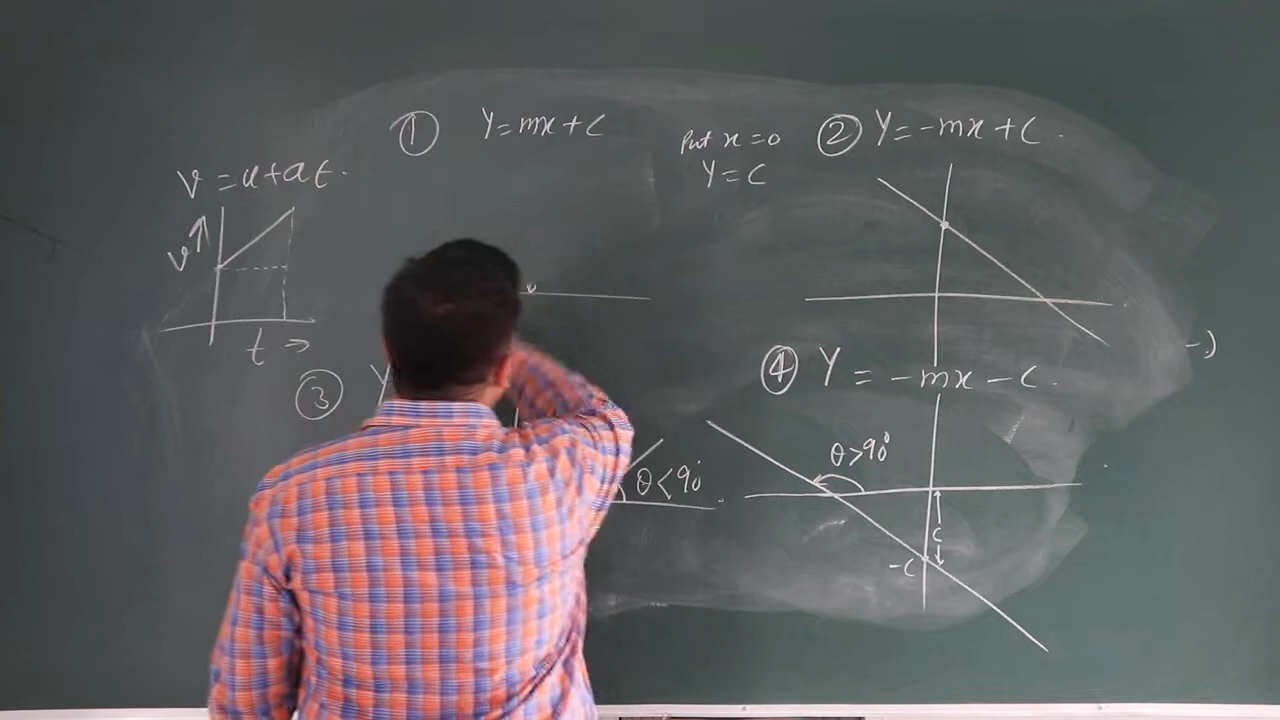 ① Y=mx+c
Put x=0
Y=c
② Y=-mx+c.
v=u+at.
v
t
③ Y
θ<90°
④ Y = -mx-c.
θ>90°
c
-c